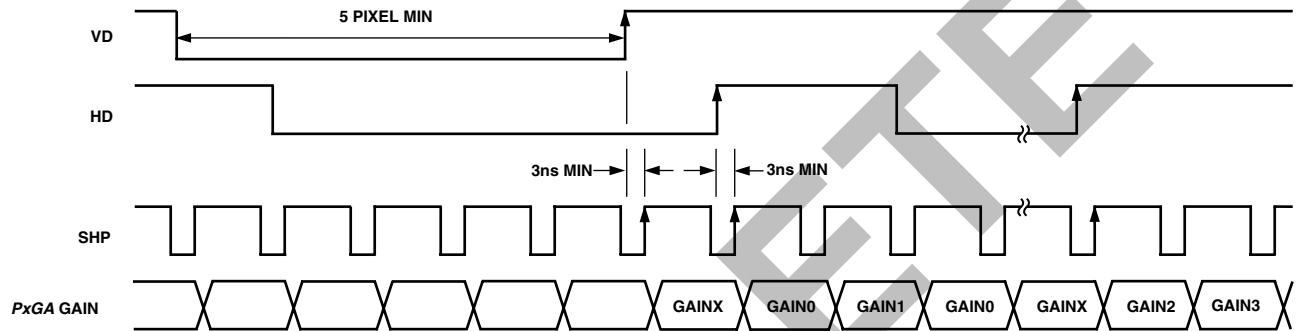 5 PIXEL MIN
VD
HD
3ns MIN
3ns MIN
SHP
PxGA GAIN
GAINX
GAIN0
GAIN1
GAIN0
GAINX
GAIN2
GAIN3
ETE